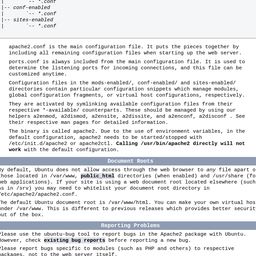 |   `-- *.conf
|-- conf-enabled
|   `-- *.conf
|-- sites-enabled
|   `-- *.conf
apache2.conf is the main configuration file. It puts the pieces together by
including all remaining configuration files when starting up the web server.
ports.conf is always included from the main configuration file. It is used to
determine the listening ports for incoming connections, and this file can be
customized anytime.
Configuration files in the mods-enabled/, conf-enabled/ and sites-enabled/
directories contain particular configuration snippets which manage modules,
global configuration fragments, or virtual host configurations, respectively.
They are activated by symlinking available configuration files from their
respective *-available/ counterparts. These should be managed by using our
helpers a2enmod, a2dismod, a2ensite, a2dissite, and a2enconf, a2disconf . See
their respective man pages for detailed information.
The binary is called apache2. Due to the use of environment variables, in the
default configuration, apache2 needs to be started/stopped with
/etc/init.d/apache2 or apache2ctl. Calling /usr/bin/apache2 directly will not
work with the default configuration.
Document Roots
By default, Ubuntu does not allow access through the web browser to any file apart o
those located in /var/www, public_html directories (when enabled) and /usr/share (fo
web applications). If your site is using a web document root located elsewhere (such
as in /srv) you may need to whitelist your document root directory in
/etc/apache2/apache2.conf.
The default Ubuntu document root is /var/www/html. You can make your own virtual hos
under /var/www. This is different to previous releases which provides better security
out of the box.
Reporting Problems
Please use the ubuntu-bug tool to report bugs in the Apache2 package with Ubuntu.
However, check existing bug reports before reporting a new bug.
Please report bugs specific to modules (such as PHP and others) to respective
packages, not to the web server itself.